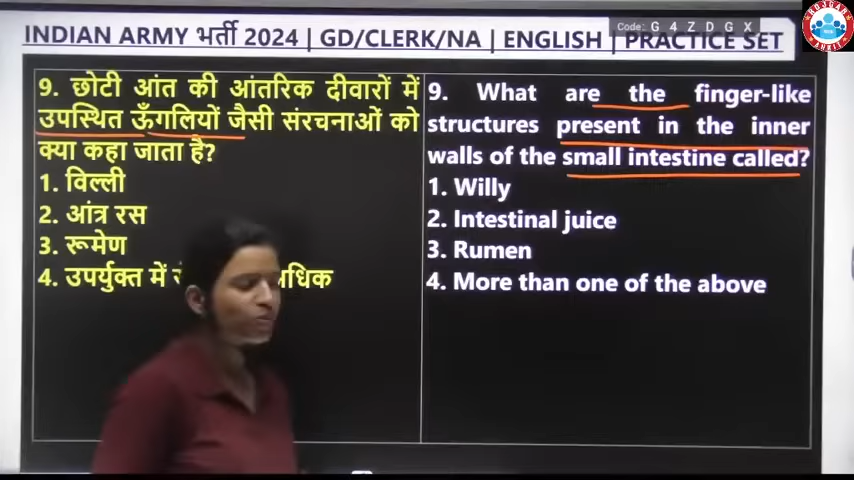 Code: G 4 Z D G X
INDIAN ARMY भर्ती 2024 | GD/CLERK/NA | ENGLISH | PRACTICE SET
9. छोटी आंत की आंतरिक दीवारों में
उपस्थित ऊँगलियों जैसी संरचनाओं को
क्या कहा जाता है?
1. विल्ली
2. आंत्र रस
3. रूमेण
4. उपर्युक्त में
9. What are the finger-like
structures present in the inner
walls of the small intestine called?
1. Willy
2. Intestinal juice
3. Rumen
4. More than one of the above
ROJGAR
ANKIT